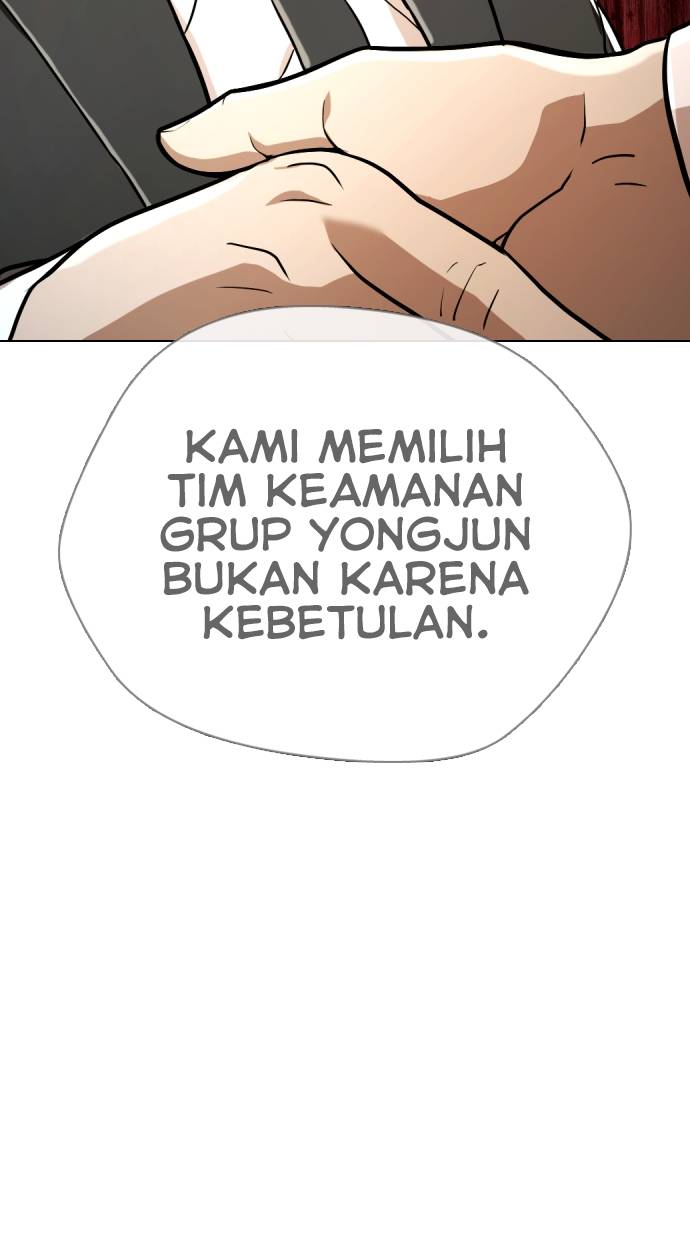 KAMI MEMILIH
TIM KEAMANAN
GRUP YONGJUN
BUKAN KARENA
KEBETULAN.